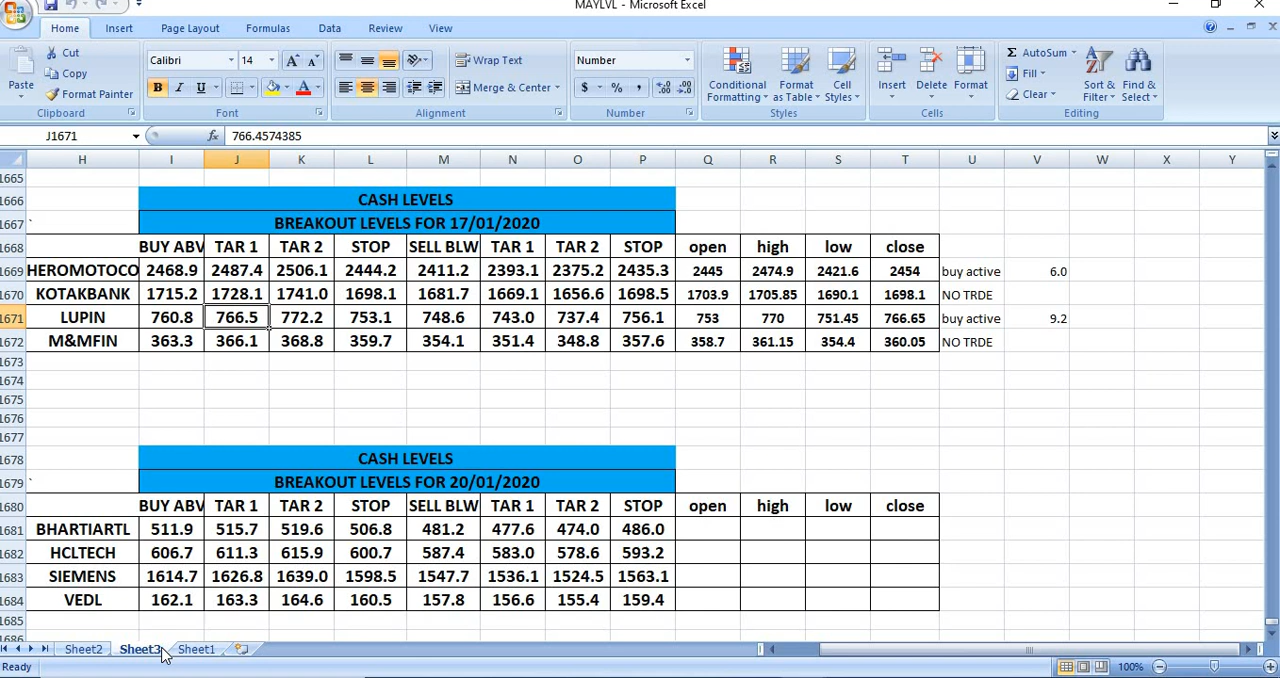 MAYLVL - Microsoft Excel
Home Insert Page Layout Formulas Data Review View
Cut
Copy
Format Painter
Paste
Clipboard
Calibri 14
B I U
Font
Wrap Text
Merge & Center
Alignment
Number
$ % ,
Number
Conditional Formatting
Format as Table
Cell Styles
Styles
Insert Delete Format
Cells
AutoSum
Fill
Clear
Sort & Filter
Find & Select
Editing
J1671 fx 766.4574385
H I J K L M N O P Q R S T U V W X Y
1665
1666 CASH LEVELS
1667 ` BREAKOUT LEVELS FOR 17/01/2020
1668 BUY ABV TAR 1 TAR 2 STOP SELL BLW TAR 1 TAR 2 STOP open high low close
1669 HEROMOTOCO 2468.9 2487.4 2506.1 2444.2 2411.2 2393.1 2375.2 2435.3 2445 2474.9 2421.6 2454 buy active 6.0
1670 KOTAKBANK 1715.2 1728.1 1741.0 1698.1 1681.7 1669.1 1656.6 1698.5 1703.9 1705.85 1690.1 1698.1 NO TRDE
1671 LUPIN 760.8 766.5 772.2 753.1 748.6 743.0 737.4 756.1 753 770 751.45 766.65 buy active 9.2
1672 M&MFIN 363.3 366.1 368.8 359.7 354.1 351.4 348.8 357.6 358.7 361.15 354.4 360.05 NO TRDE
1673
1674
1675
1676
1677
1678 CASH LEVELS
1679 ` BREAKOUT LEVELS FOR 20/01/2020
1680 BUY ABV TAR 1 TAR 2 STOP SELL BLW TAR 1 TAR 2 STOP open high low close
1681 BHARTIARTL 511.9 515.7 519.6 506.8 481.2 477.6 474.0 486.0
1682 HCLTECH 606.7 611.3 615.9 600.7 587.4 583.0 578.6 593.2
1683 SIEMENS 1614.7 1626.8 1639.0 1598.5 1547.7 1536.1 1524.5 1563.1
1684 VEDL 162.1 163.3 164.6 160.5 157.8 156.6 155.4 159.4
1685
1686
Sheet2 Sheet3 Sheet1
Ready 100%